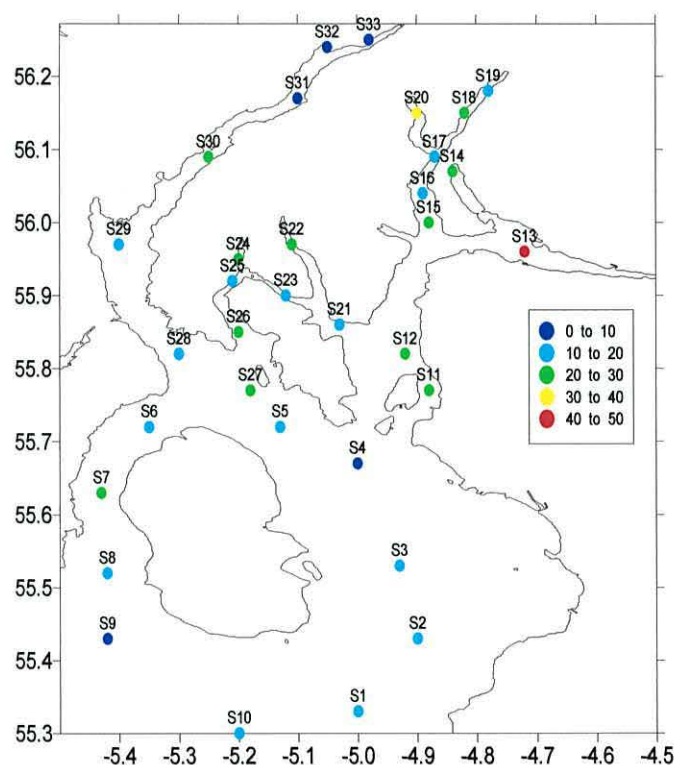 S33
S32
56.2
S19
S31
S20
S18
S17
56.1
S30
S14
S16
S15
56.0
S29
S22
S13
S24
S25
S23
55.9
S21
S26
S12
0 to 10
S28
10 to 20
55.8
20 to 30
S27
S11
30 to 40
S6
S5
40 to 50
55.7
S4
S7
55.6
S3
S8
55.5
S9
S2
55.4
S1
S10
55.3
-5.4 -5.3 -5.2 -5.1 -5.0 -4.9 -4.8 -4.7 -4.6 -4.5